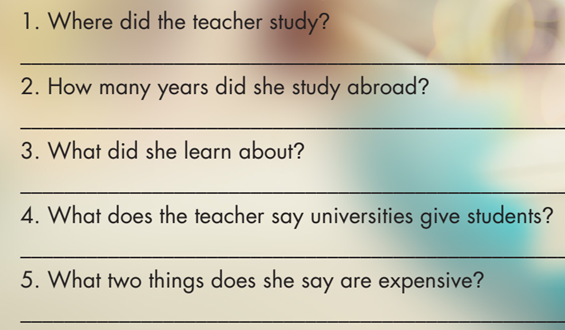 1. Where did the teacher study?
2. How many years did she study abroad?
3. What did she learn about?
4. What does the teacher say universities give students?
5. What two things does she say are expensive?